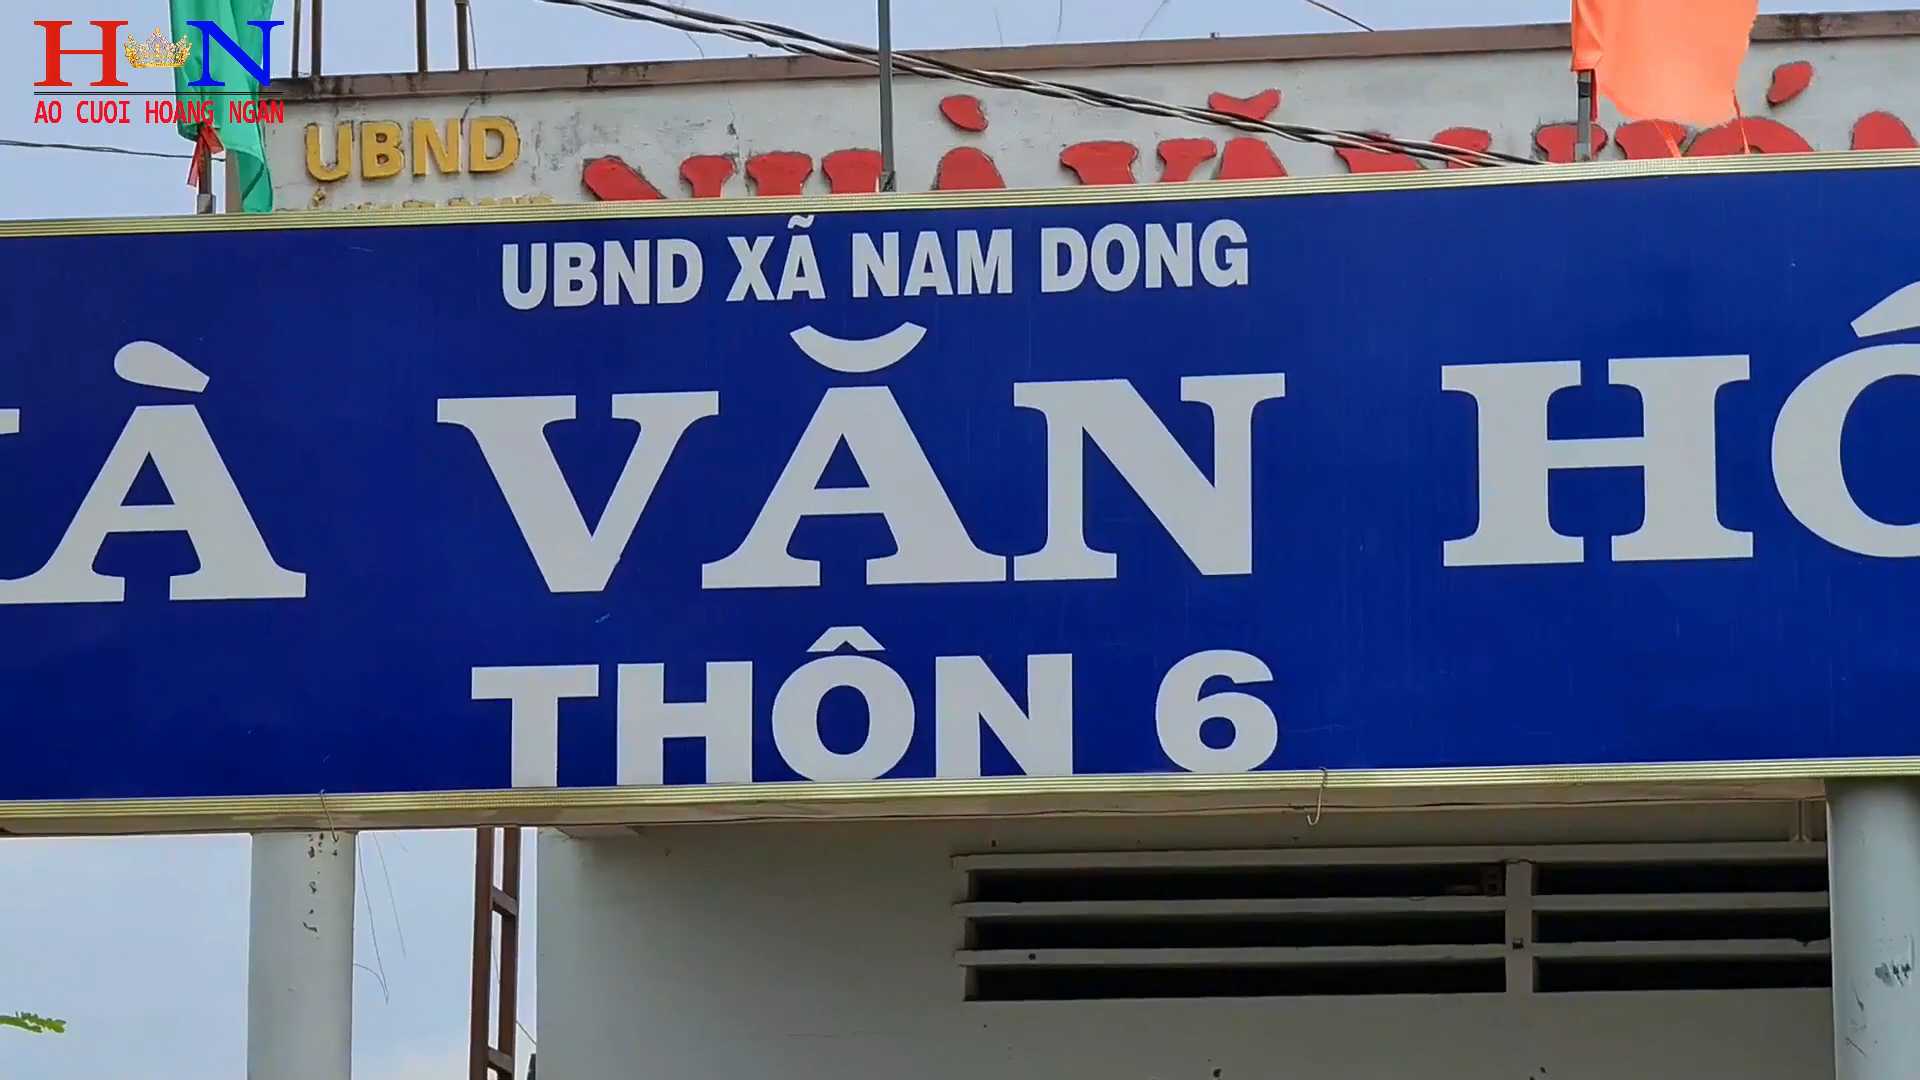 H N
AO CUOI HOANG NGAN
UBND
UBND XÃ NAM DONG
À VĂN HÓ
THÔN 6